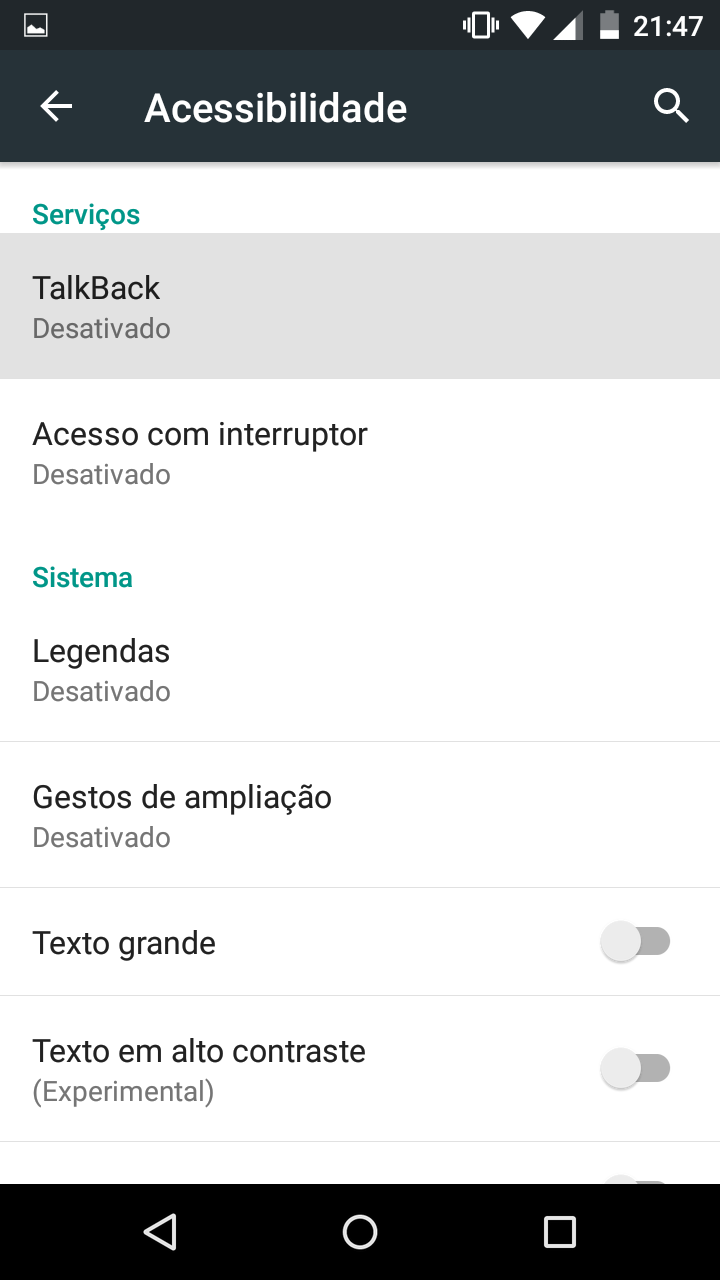 21:47
Acessibilidade
Serviços
TalkBack
Desativado
Acesso com interruptor
Desativado
Sistema
Legendas
Desativado
Gestos de ampliação
Desativado
Texto grande
Texto em alto contraste
(Experimental)